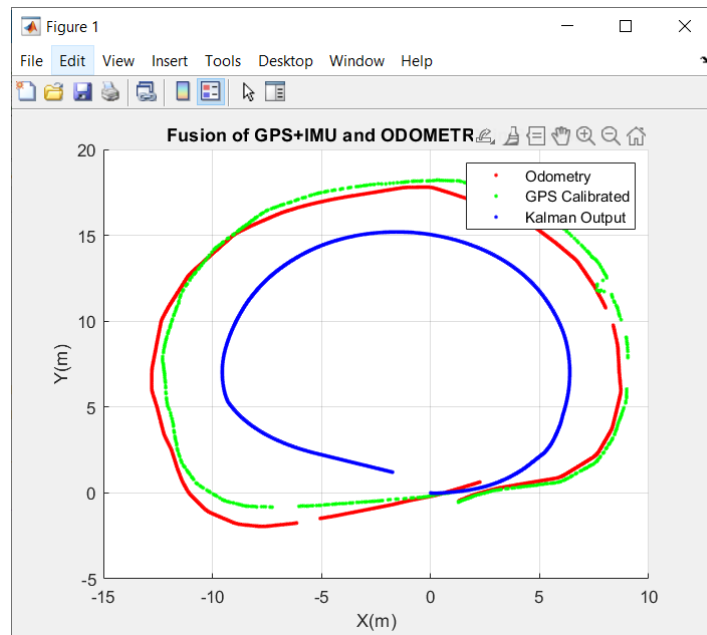 Figure 1
File Edit View Insert Tools Desktop Window Help
Fusion of GPS+IMU and ODOMETR
Odometry
GPS Calibrated
Kalman Output
20
15
10
5
0
-5
Y(m)
-15 -10 -5 0 5 10
X(m)